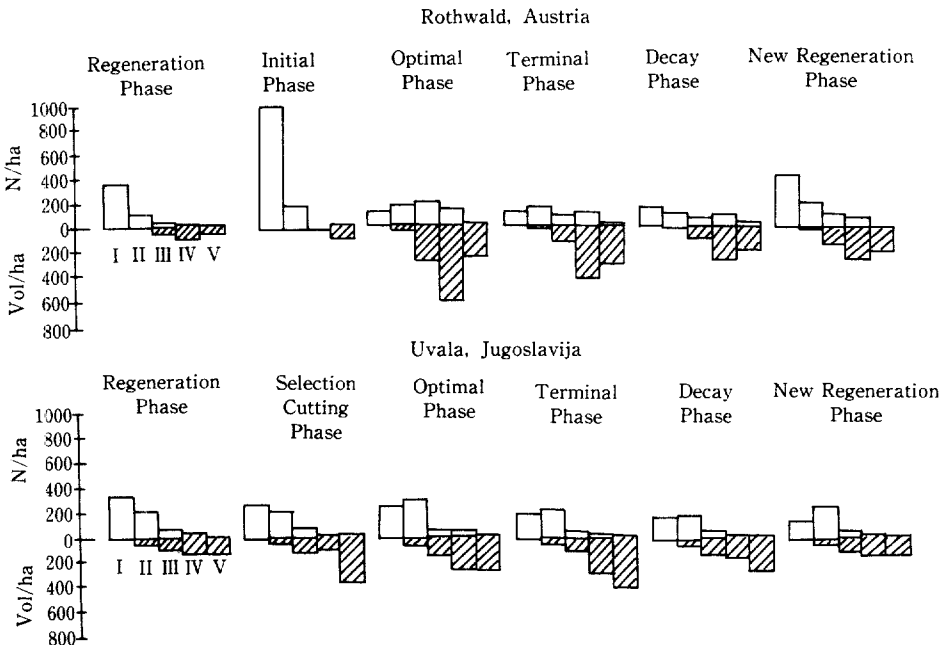 Rothwald, Austria
Regeneration
Phase
Initial
Phase
Optimal
Phase
Terminal
Phase
Decay
Phase
New Regeneration
Phase
N/ha
1000
800
600
400
200
0
I II III IV V
Vol/ha
200
400
600
800
Uvala, Jugoslavija
Regeneration
Phase
Selection
Cutting
Phase
Optimal
Phase
Terminal
Phase
Decay
Phase
New Regeneration
Phase
N/ha
1000
800
600
400
200
0
I II III IV V
Vol/ha
200
400
600
800